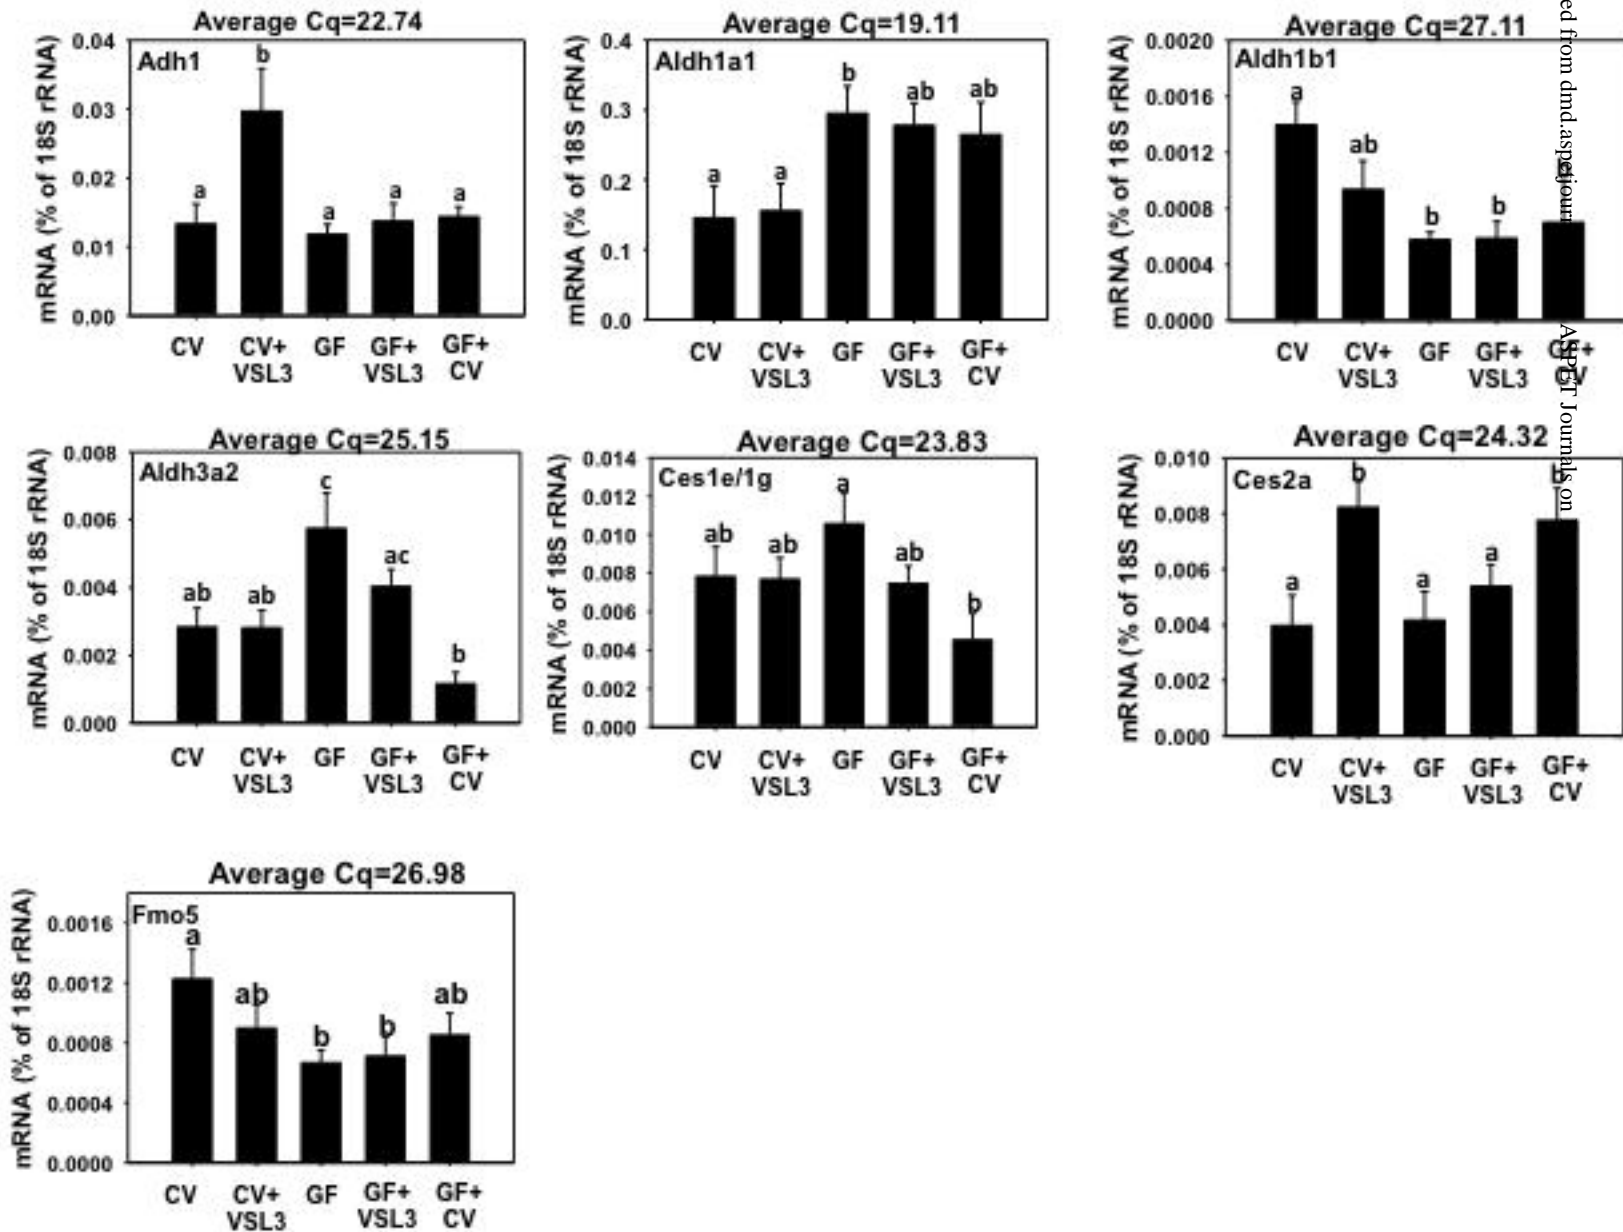 Average Cq=22.74
mRNA (% of 18S rRNA)
Adh1
0.04
0.03
0.02
0.01
0.00
a
b
a
a
a
CV
CV+
VSL3
GF
GF+
VSL3
GF+
CV
Average Cq=19.11
mRNA (% of 18S rRNA)
Aldh1a1
0.4
0.3
0.2
0.1
0.0
a
a
b
ab
ab
CV
CV+
VSL3
GF
GF+
VSL3
GF+
CV
Average Cq=27.11
mRNA (% of 18S rRNA)
Aldh1b1
0.0020
0.0016
0.0012
0.0008
0.0004
0.0000
a
ab
b
b
CV
CV+
VSL3
GF
GF+
VSL3
GF+
CV
ed from dmd.aspetjour
ASPET Journals on
Average Cq=25.15
mRNA (% of 18S rRNA)
Aldh3a2
0.008
0.006
0.004
0.002
0.000
ab
ab
c
ac
b
CV
CV+
VSL3
GF
GF+
VSL3
GF+
CV
Average Cq=23.83
mRNA (% of 18S rRNA)
Ces1e/1g
0.014
0.012
0.010
0.008
0.006
0.004
0.002
0.000
ab
ab
a
ab
b
CV
CV+
VSL3
GF
GF+
VSL3
GF+
CV
Average Cq=24.32
mRNA (% of 18S rRNA)
Ces2a
0.010
0.008
0.006
0.004
0.002
0.000
a
b
a
a
b
CV
CV+
VSL3
GF
GF+
VSL3
GF+
CV
Average Cq=26.98
mRNA (% of 18S rRNA)
Fmo5
0.0016
0.0012
0.0008
0.0004
0.0000
a
ab
b
b
ab
CV
CV+
VSL3
GF
GF+
VSL3
GF+
CV